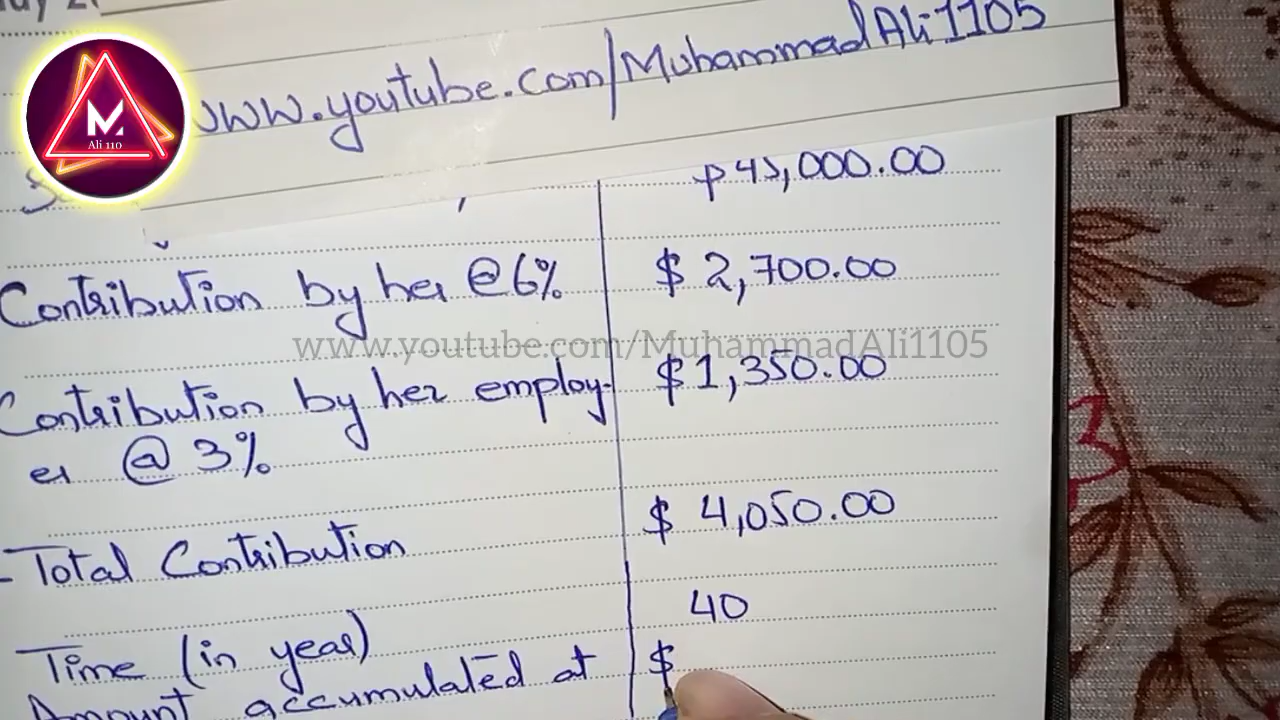 www.youtube.com/MuhammadAli1105
M
Ali 110
$45,000.00
Contribution by her @ 6% $ 2,700.00
www.youtube.com/MuhammadAli1105
Contribution by her employ- $ 1,350.00
er @ 3%
Total Contribution $ 4,050.00
Time (in year) 40
Amount accumulated at $